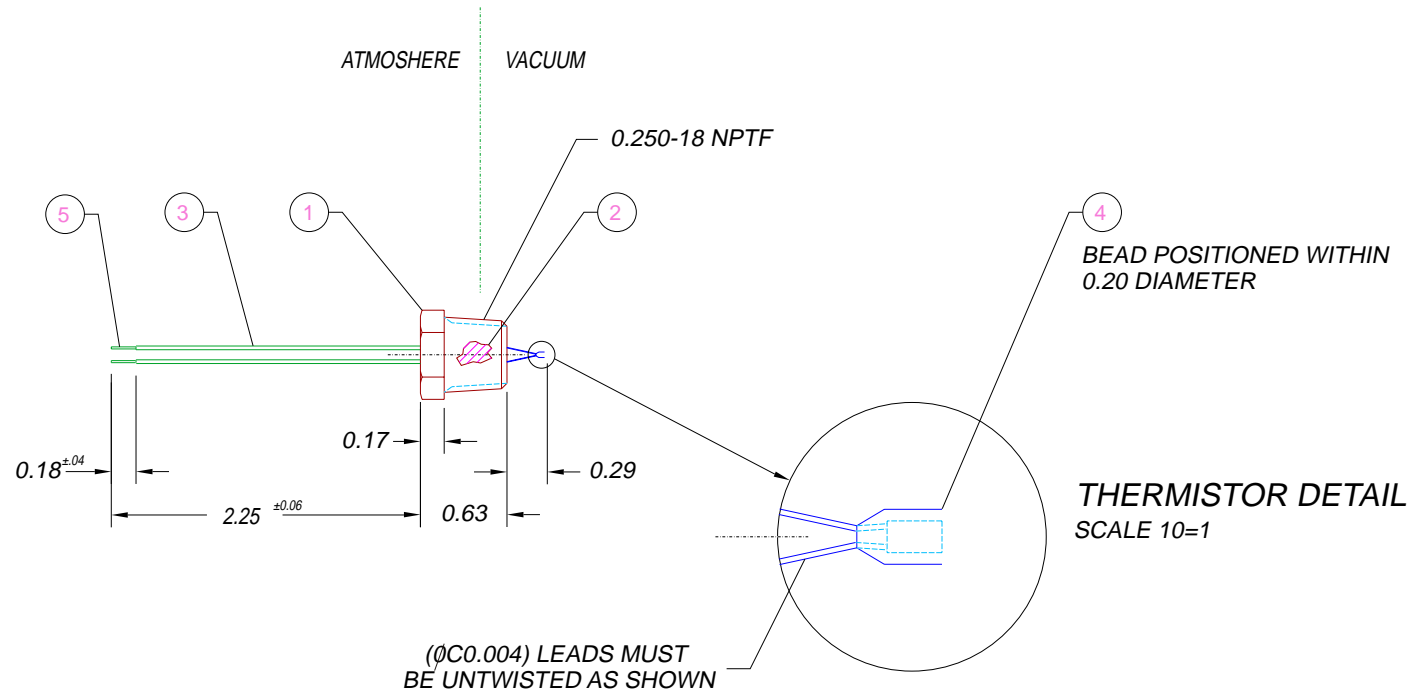 ATMOSHERE
VACUUM
0.250-18 NPTF
5
3
1
2
4
BEAD POSITIONED WITHIN
0.20 DIAMETER
0.17
0.18 ±.04
0.29
2.25 ±0.06
0.63
THERMISTOR DETAIL
SCALE 10=1
(ØC0.004) LEADS MUST
BE UNTWISTED AS SHOWN